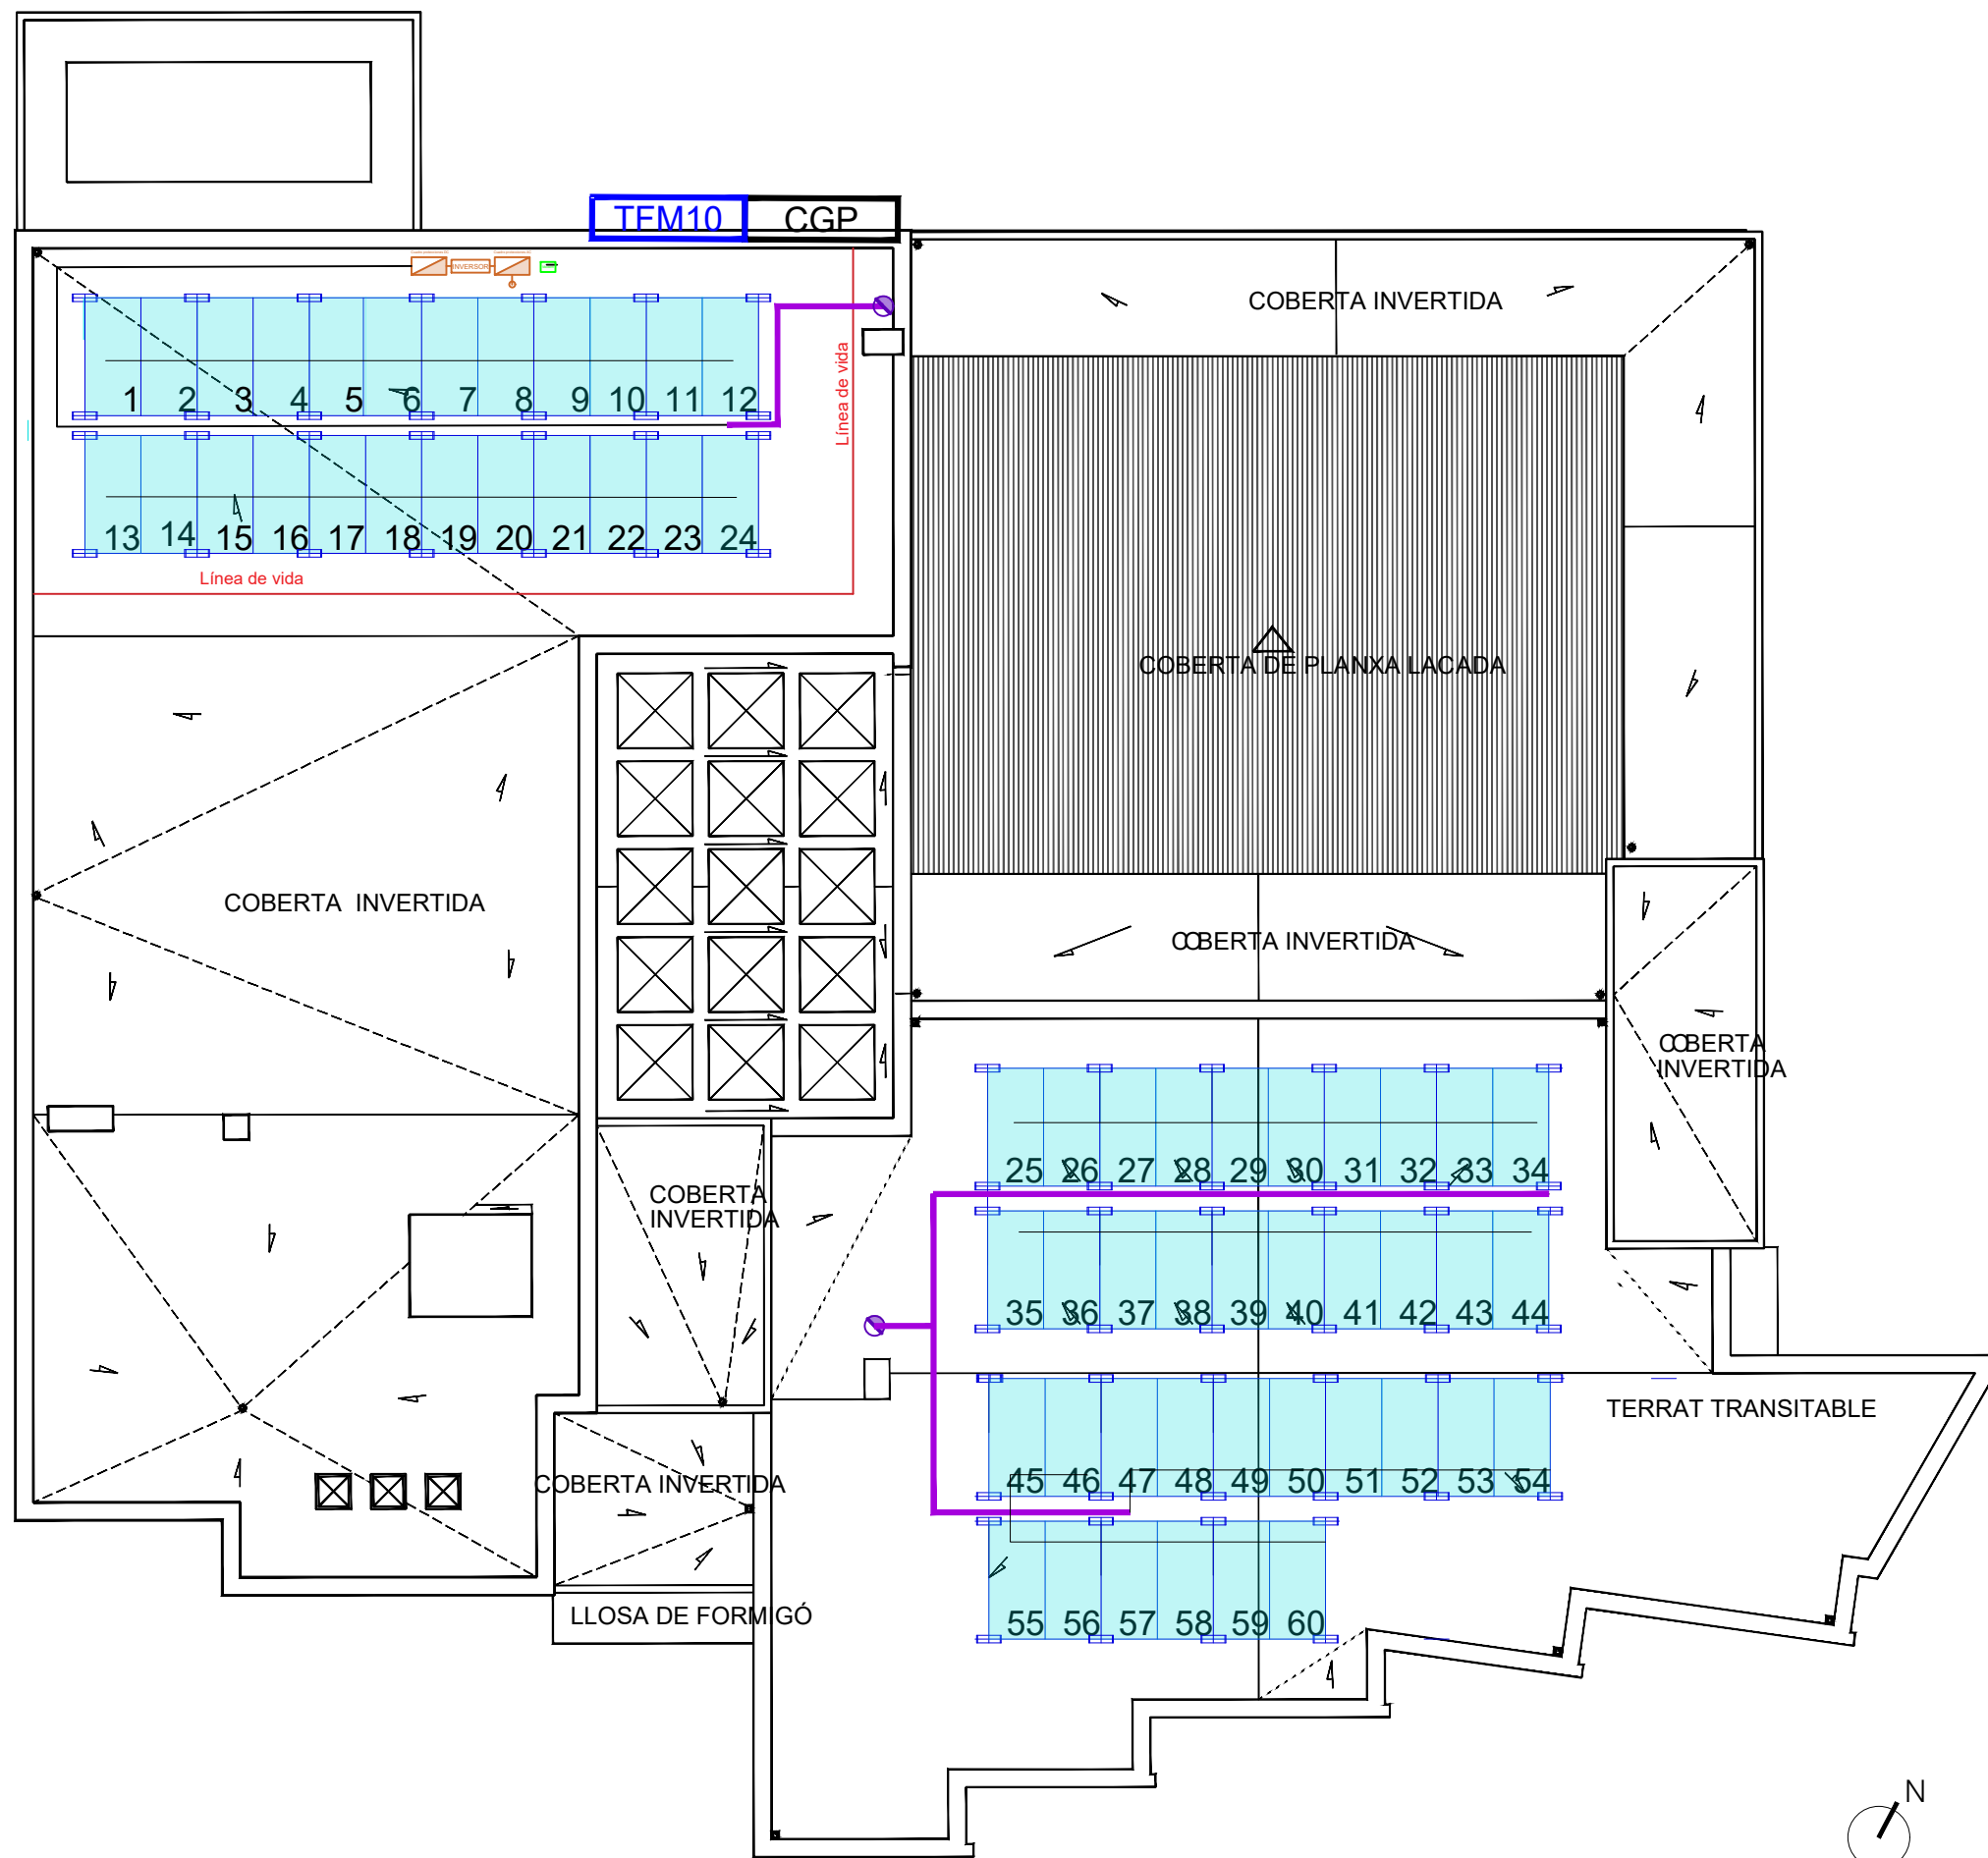 TFM10 CGP
INVERSOR
COBERTA INVERTIDA
Línea de vida
1 2 3 4 5 6 7 8 9 10 11 12
13 14 15 16 17 18 19 20 21 22 23 24
Línea de vida
COBERTA DE PLANXA LACADA
COBERTA INVERTIDA
COBERTA INVERTIDA
COBERTA
INVERTIDA
25 26 27 28 29 30 31 32 33 34
COBERTA
INVERTIDA
35 36 37 38 39 40 41 42 43 44
TERRAT TRANSITABLE
45 46 47 48 49 50 51 52 53 54
COBERTA INVERTIDA
LLOSA DE FORMIGÓ
55 56 57 58 59 60
N